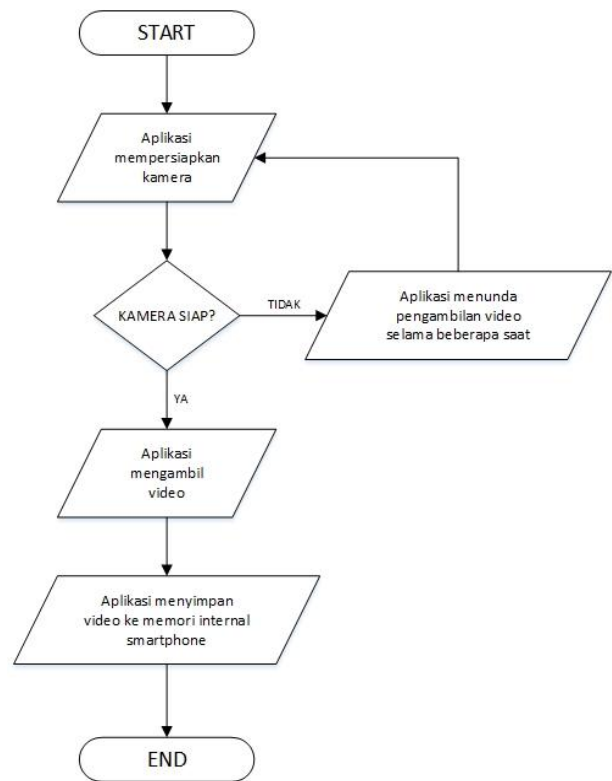 START
Aplikasi
mempersiapkan
kamera
KAMERA SIAP?
TIDAK
Aplikasi menunda
pengambilan video
selama beberapa saat
YA
Aplikasi
mengambil
video
Aplikasi menyimpan
video ke memori internal
smartphone
END